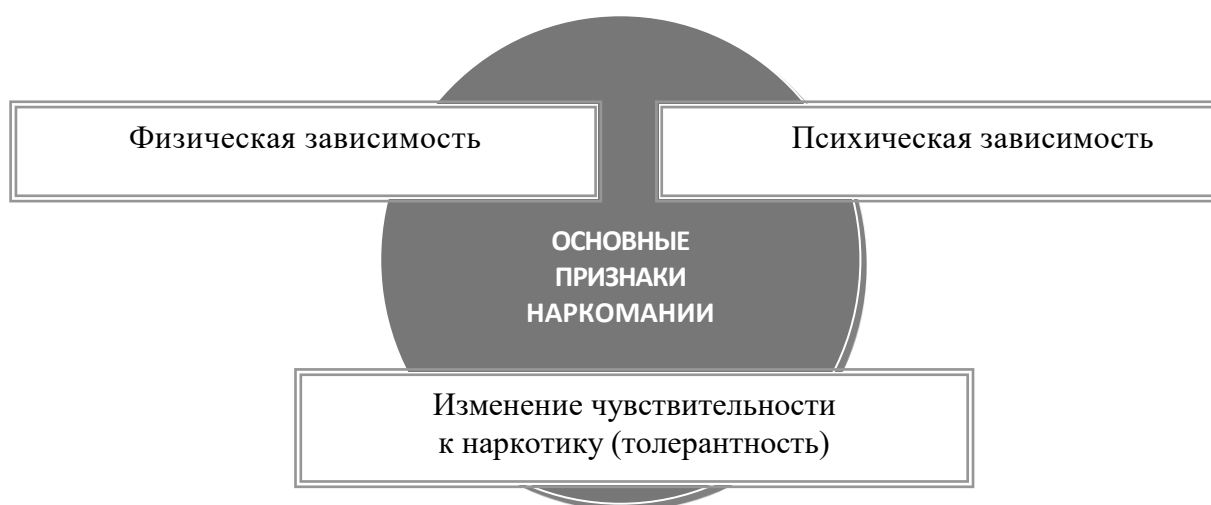 Физическая зависимость
Психическая зависимость
ОСНОВНЫЕ
ПРИЗНАКИ
НАРКОМАНИИ
Изменение чувствительности
к наркотику (толерантность)